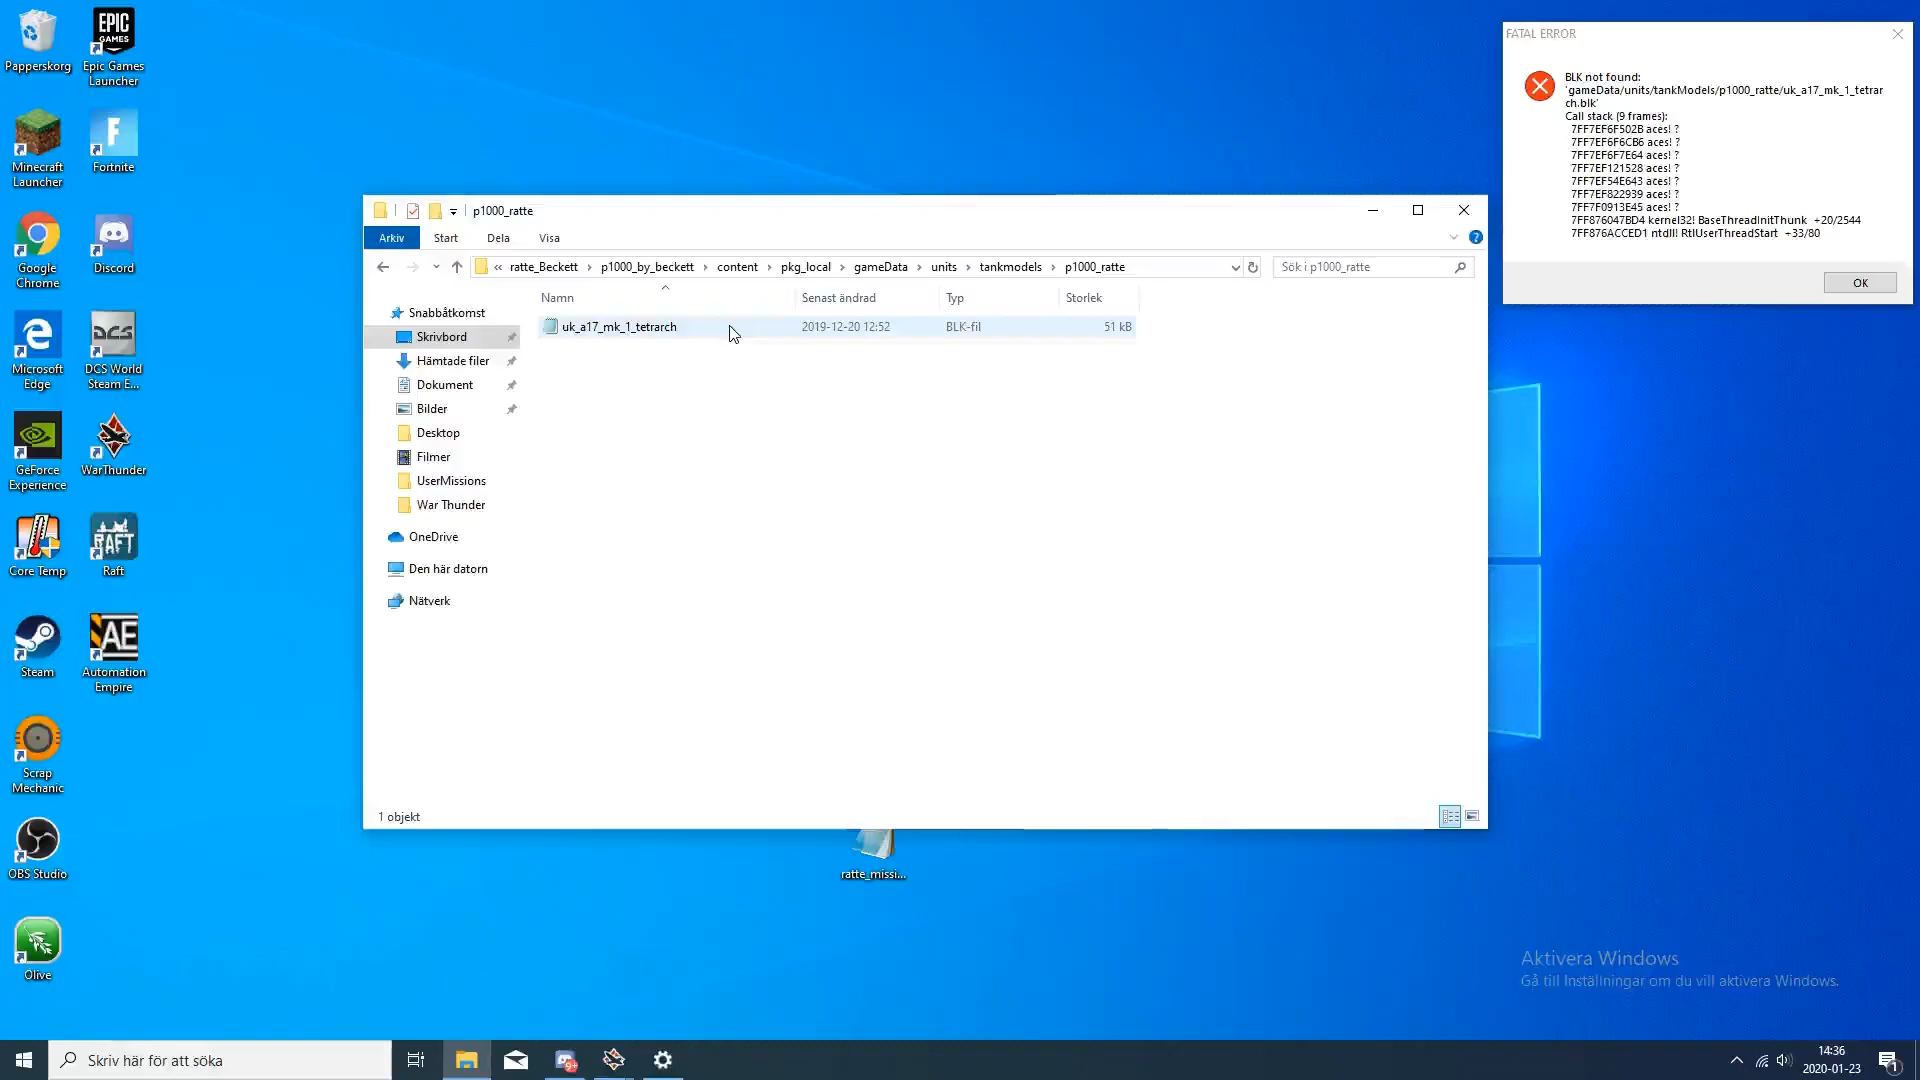 Papperskorg
EPIC GAMES
Epic Games Launcher
Minecraft Launcher
Fortnite
Google Chrome
Discord
Microsoft Edge
DCS
DCS World Steam E...
GeForce Experience
WarThunder
Core Temp
RAFT
Raft
Steam
AE
Automation Empire
Scrap Mechanic
OBS Studio
Olive
p1000_ratte
Arkiv Start Dela Visa
« ratte_Beckett › p1000_by_beckett › content › pkg_local › gameData › units › tankmodels › p1000_ratte
Sök i p1000_ratte
Namn Senast ändrad Typ Storlek
uk_a17_mk_1_tetrarch 2019-12-20 12:52 BLK-fil 51 kB
Snabbåtkomst
Skrivbord
Hämtade filer
Dokument
Bilder
Desktop
Filmer
UserMissions
War Thunder
OneDrive
Den här datorn
Nätverk
1 objekt
ratte_missi...
FATAL ERROR
BLK not found:
'gameData/units/tankModels/p1000_ratte/uk_a17_mk_1_tetrar
ch.blk'
Call stack (9 frames):
7FF7EF6F502B aces! ?
7FF7EF6F6CB6 aces! ?
7FF7EF6F7E64 aces! ?
7FF7EF121528 aces! ?
7FF7EF54E643 aces! ?
7FF7EF822939 aces! ?
7FF7F0913E45 aces! ?
7FF876047BD4 kernel32! BaseThreadInitThunk +20/2544
7FF876ACCED1 ntdll! RtlUserThreadStart +33/80
OK
Aktivera Windows
Gå till Inställningar om du vill aktivera Windows.
Skriv här för att söka
9+
14:36
2020-01-23
1